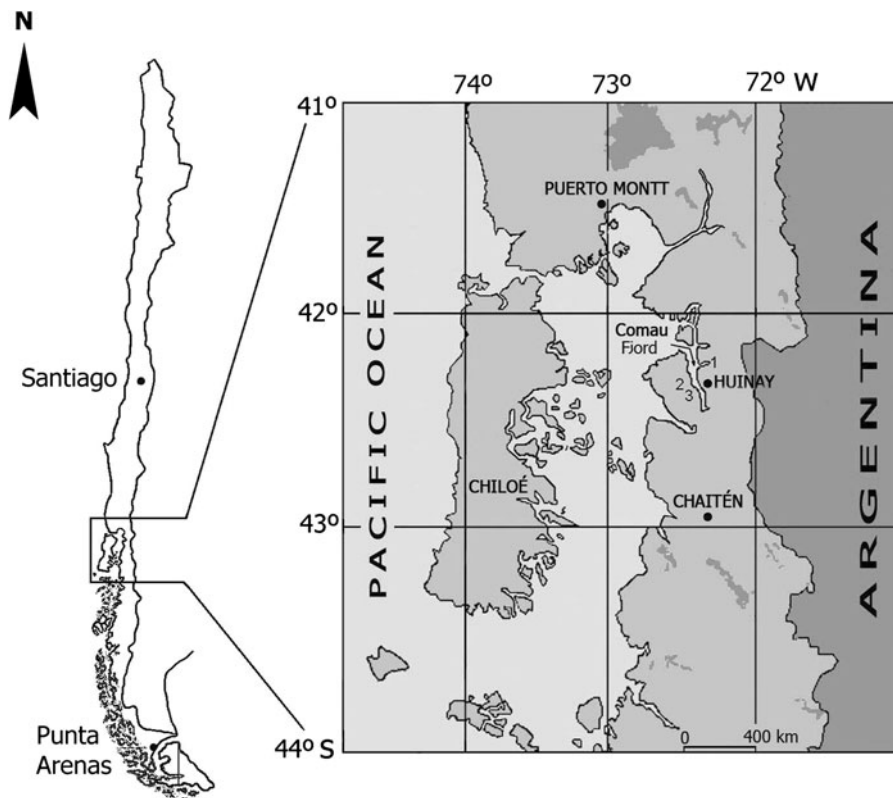 N
Santiago
Punta
Arenas
74º
73º
72º W
41º
42º
43º
44º S
PUERTO MONTT
PACIFIC OCEAN
ARGENTINA
Comau
Fjord
1
HUINAY
2
3
CHILOÉ
CHAITÉN
0
400 km